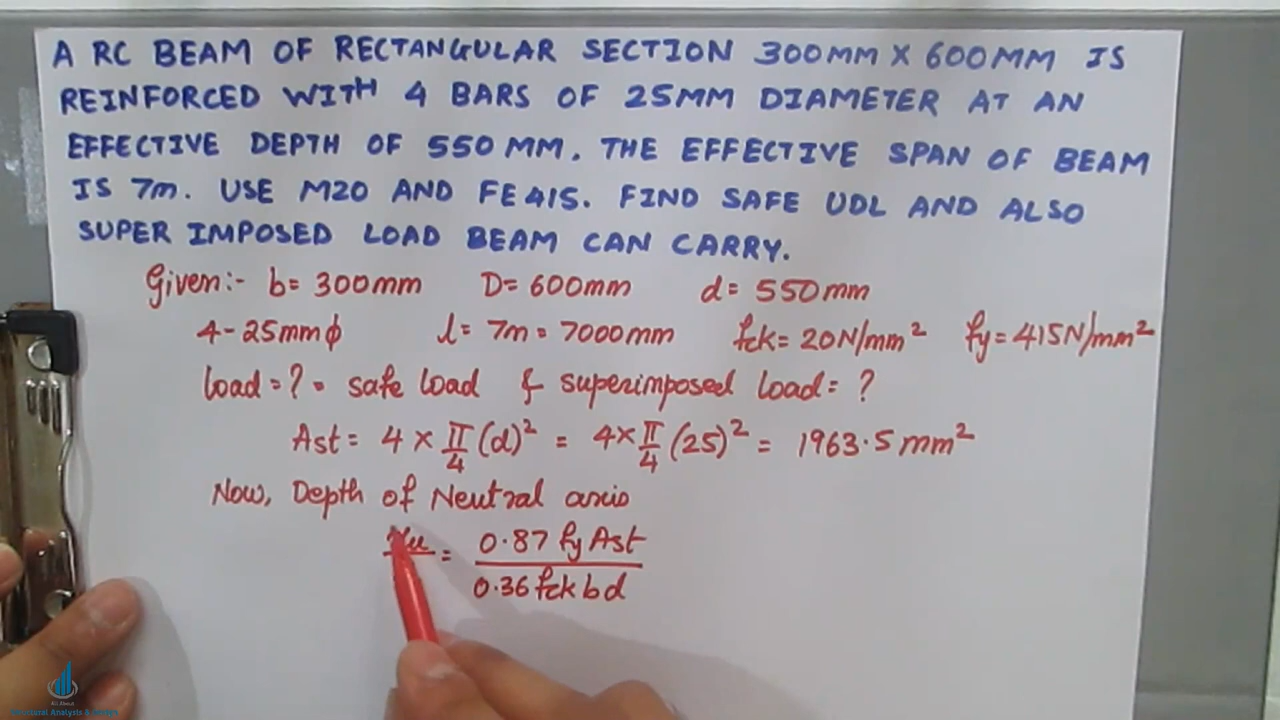 A RC BEAM OF RECTANGULAR SECTION 300MM X 600MM IS
REINFORCED WITH 4 BARS OF 25MM DIAMETER AT AN
EFFECTIVE DEPTH OF 550 MM. THE EFFECTIVE SPAN OF BEAM
IS 7m. USE M20 AND FE415. FIND SAFE UDL AND ALSO
SUPER IMPOSED LOAD BEAM CAN CARRY.
Given:- b= 300mm D= 600mm d= 550mm
4-25mmϕ l= 7m= 7000mm fck= 20N/mm² fy=415N/mm²
load=?= safe load & superimposed load= ?
Ast= 4 × π/4 (d)² = 4×π/4 (25)² = 1963.5mm²
Now, Depth of Neutral axis
xu = 0.87 fy Ast / 0.36 fck b d
Structural Analysis & Design